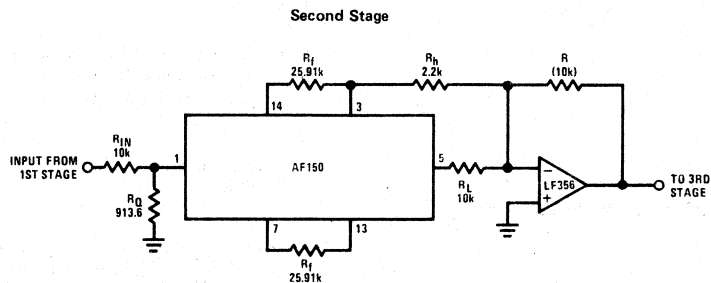 Second Stage
Rf
25.91k
Rh
2.2k
R
(10k)
14
3
RIN
10k
INPUT FROM
1ST STAGE
1
AF150
5
RL
10k
−
LF356
+
TO 3RD
STAGE
RQ
913.6
7
13
Rf
25.91k